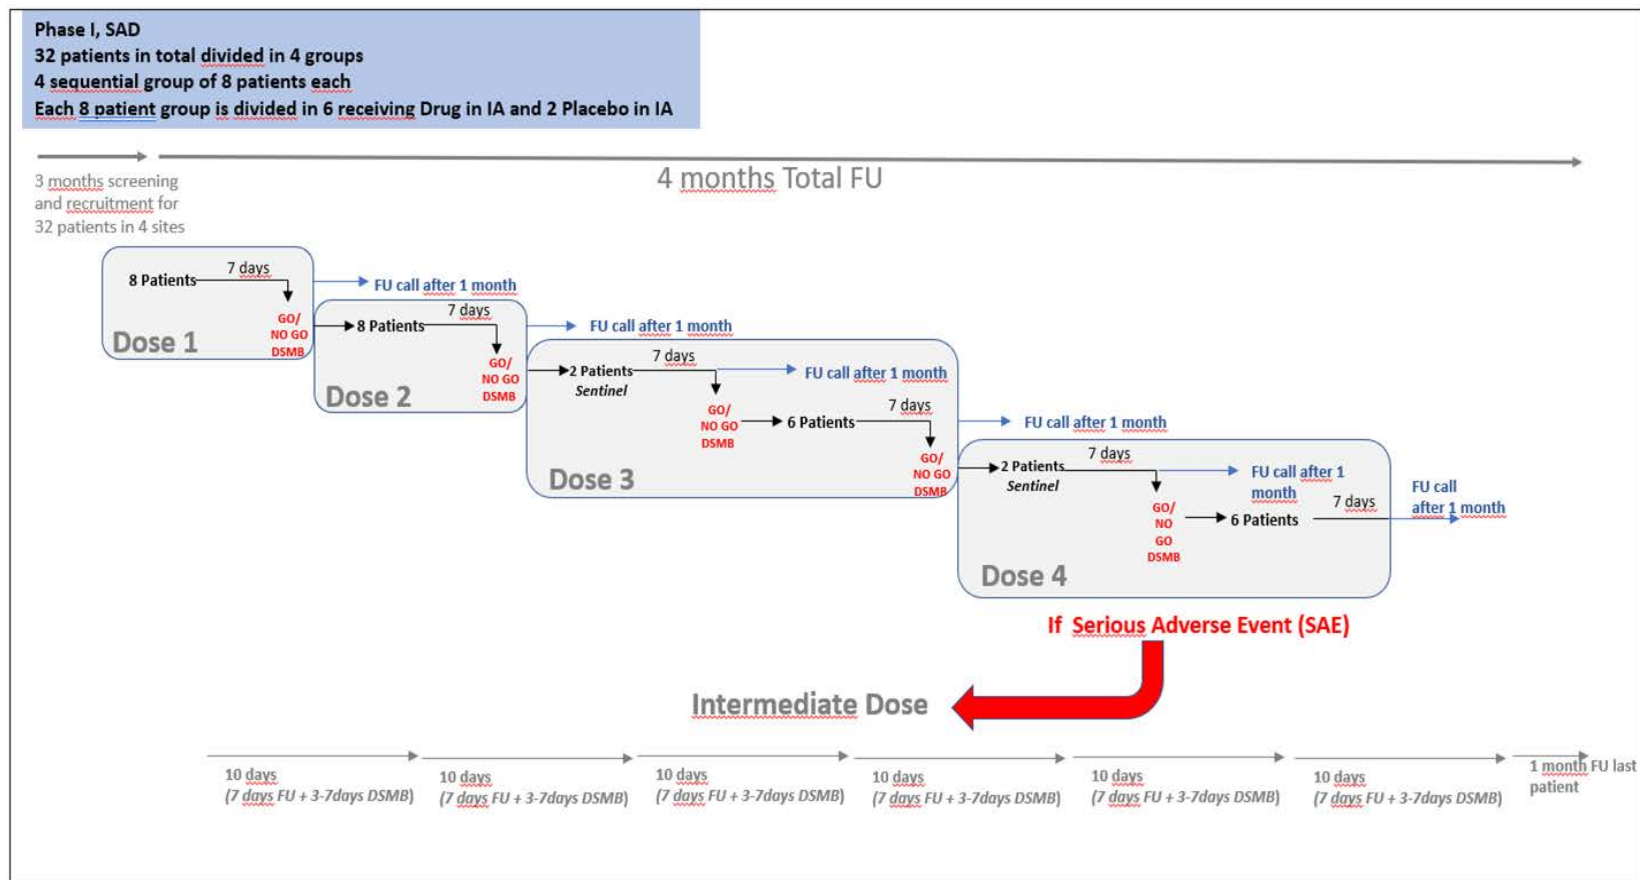 Phase I, SAD
32 patients in total divided in 4 groups
4 sequential group of 8 patients each
Each 8 patient group is divided in 6 receiving Drug in IA and 2 Placebo in IA
3 months screening
and recruitment for
32 patients in 4 sites
4 months Total FU
8 Patients
7 days
GO/
NO GO
DSMB
Dose 1
FU call after 1 month
8 Patients
7 days
GO/
NO GO
DSMB
Dose 2
FU call after 1 month
2 Patients
Sentinel
7 days
FU call after 1 month
GO/
NO GO
DSMB
6 Patients
7 days
GO/
NO GO
DSMB
Dose 3
FU call after 1 month
2 Patients
Sentinel
7 days
FU call after 1
month
GO/
NO
GO
DSMB
6 Patients
7 days
FU call
after 1 month
Dose 4
If Serious Adverse Event (SAE)
Intermediate Dose
10 days
(7 days FU + 3-7days DSMB)
10 days
(7 days FU + 3-7days DSMB)
10 days
(7 days FU + 3-7days DSMB)
10 days
(7 days FU + 3-7days DSMB)
10 days
(7 days FU + 3-7days DSMB)
10 days
(7 days FU + 3-7days DSMB)
1 month FU last
patient